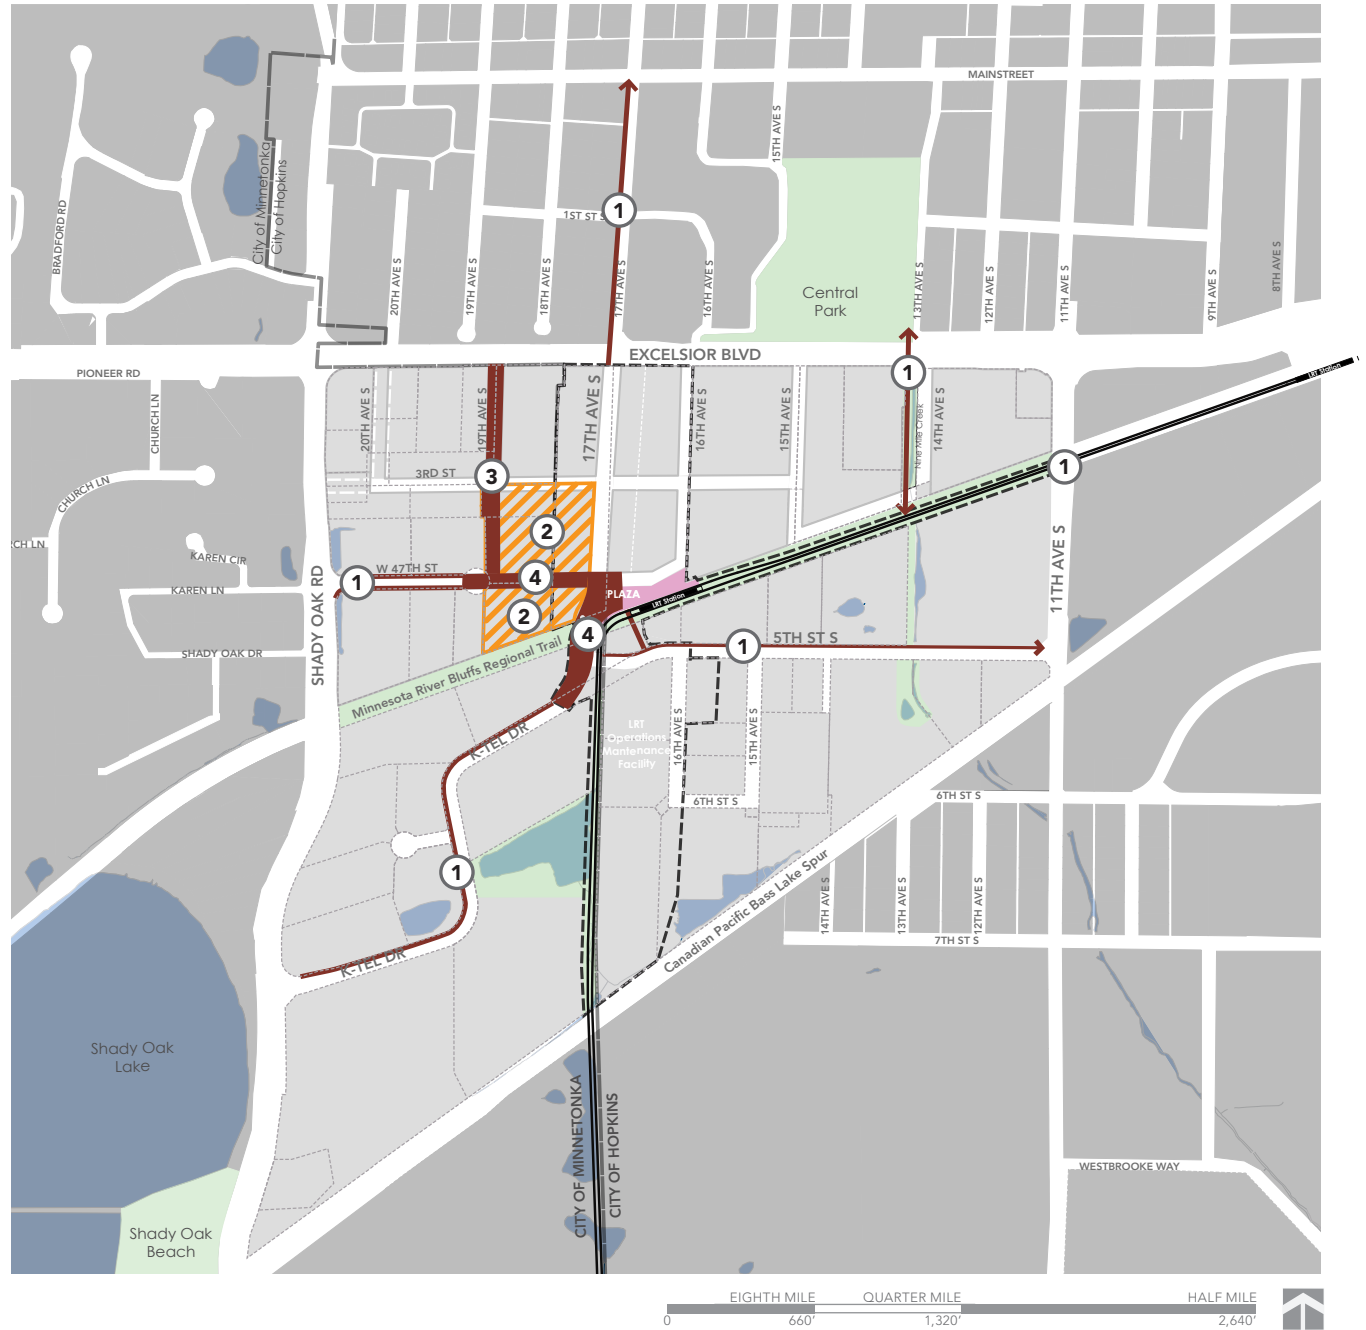 MAINSTREET
15TH AVE S
City of Minnetonka
City of Hopkins
BRADFORD RD
1
1ST ST S
20TH AVE S
19TH AVE S
18TH AVE S
17TH AVE S
16TH AVE S
Central
Park
13TH AVE S
12TH AVE S
11TH AVE S
9TH AVE S
8TH AVE S
EXCELSIOR BLVD
PIONEER RD
LRT Station
1
CHURCH LN
20TH AVE S
19TH AVE S
17TH AVE S
16TH AVE S
15TH AVE S
Nine Mile Creek
14TH AVE S
3RD ST
3
1
CHURCH LN
2
RCH LN
KAREN CIR
W 47TH ST
1
4
KAREN LN
SHADY OAK RD
PLAZA
LRT Station
11TH AVE S
2
4
1
5TH ST S
SHADY OAK DR
Minnesota River Bluffs Regional Trail
K-TEL DR
LRT
Operations
Mantenance
Facility
16TH AVE S
15TH AVE S
6TH ST S
6TH ST S
1
Canadian Pacific Bass Lake Spur
14TH AVE S
13TH AVE S
12TH AVE S
7TH ST S
K-TEL DR
Shady Oak
Lake
CITY OF MINNETONKA
CITY OF HOPKINS
WESTBROOKE WAY
Shady Oak
Beach
EIGHTH MILE QUARTER MILE HALF MILE
0 660' 1,320' 2,640'